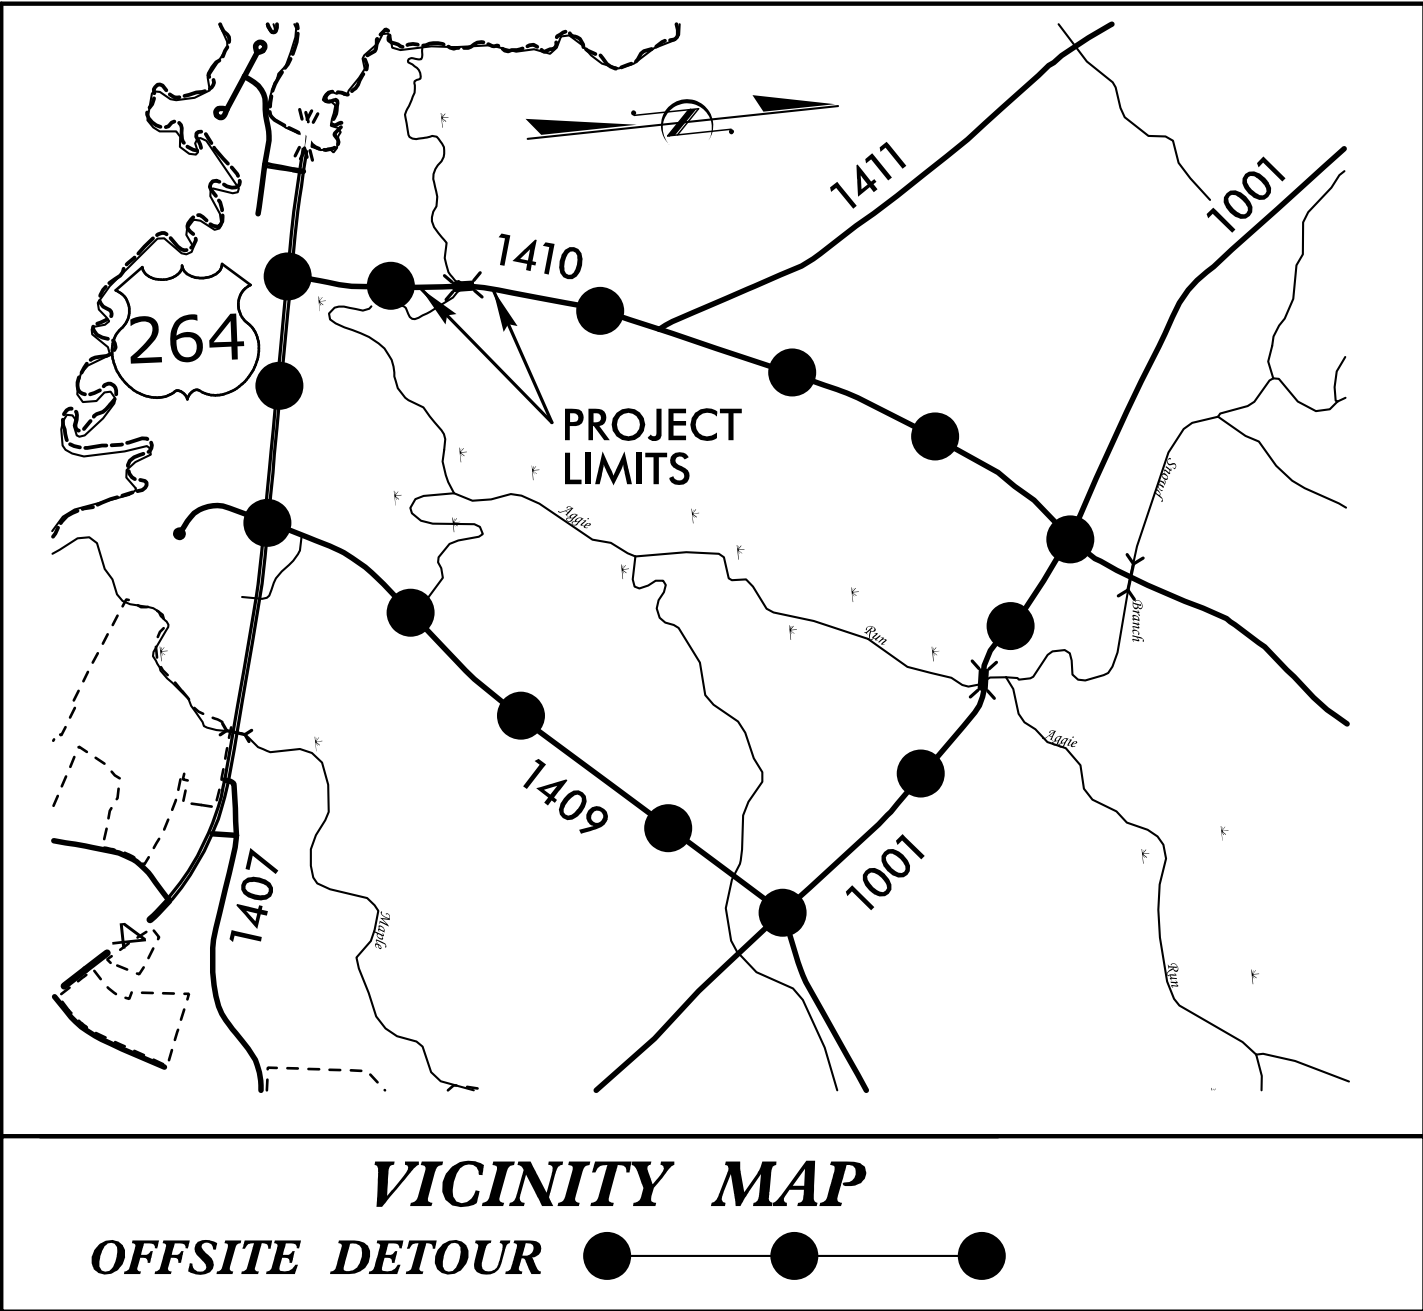 1411
1001
1410
264
PROJECT
LIMITS
Snowd
Aggie
Branch
Run
Aggie
1409
1001
1407
Maple
Run
VICINITY MAP
OFFSITE DETOUR